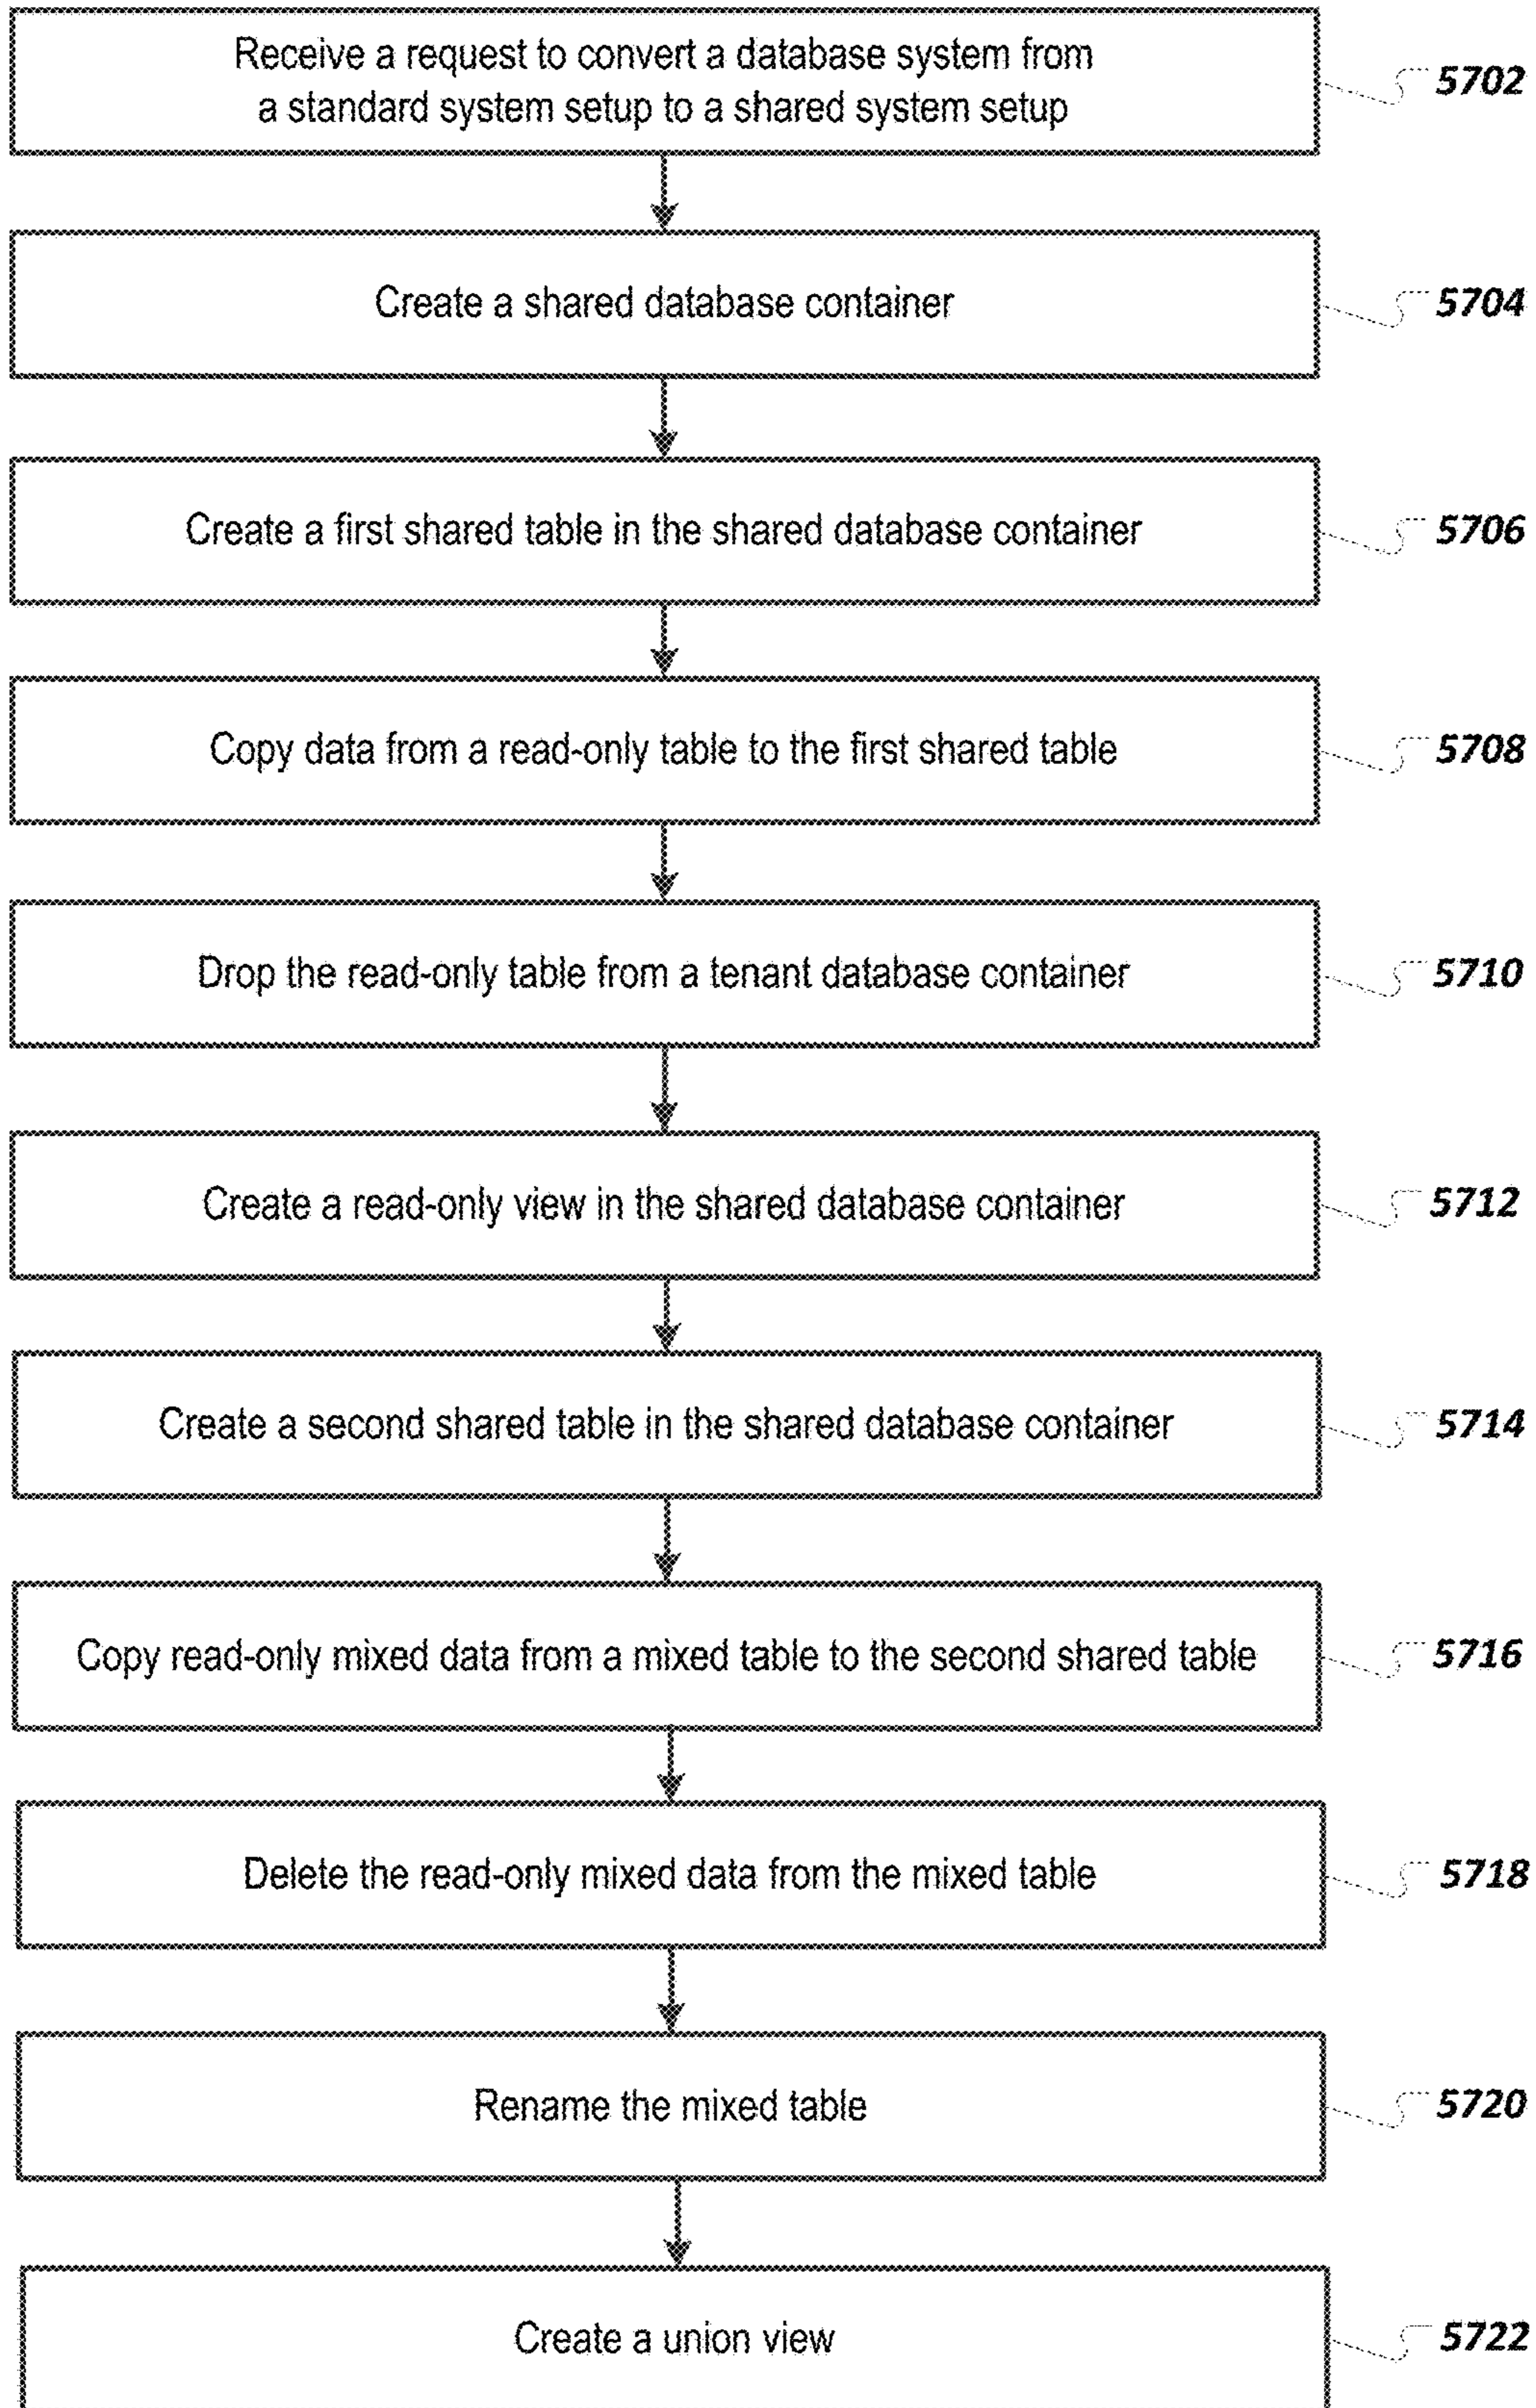 Receive a request to convert a database system from
a standard system setup to a shared system setup
5702
Create a shared database container
5704
Create a first shared table in the shared database container
5706
Copy data from a read-only table to the first shared table
5708
Drop the read-only table from a tenant database container
5710
Create a read-only view in the shared database container
5712
Create a second shared table in the shared database container
5714
Copy read-only mixed data from a mixed table to the second shared table
5716
Delete the read-only mixed data from the mixed table
5718
Rename the mixed table
5720
Create a union view
5722